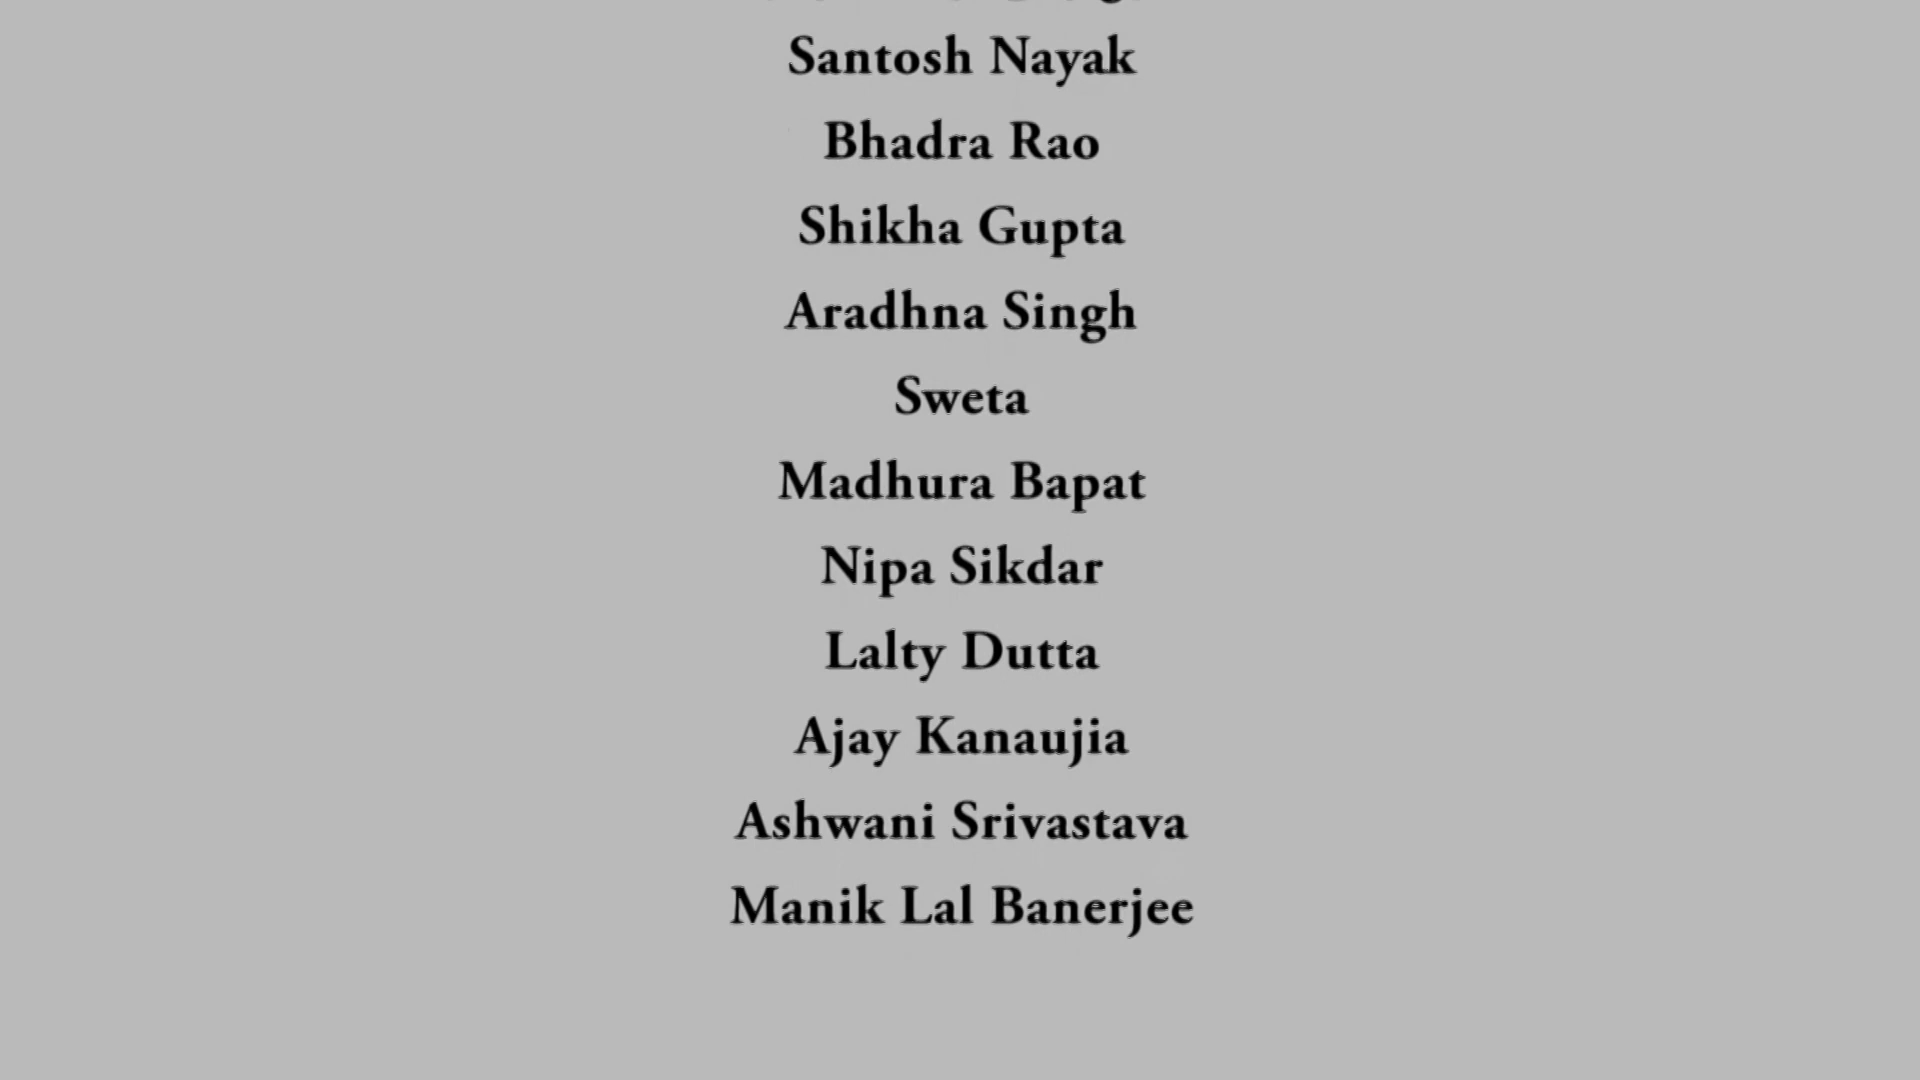 Santosh Nayak
Bhadra Rao
Shikha Gupta
Aradhna Singh
Sweta
Madhura Bapat
Nipa Sikdar
Lalty Dutta
Ajay Kanaujia
Ashwani Srivastava
Manik Lal Banerjee